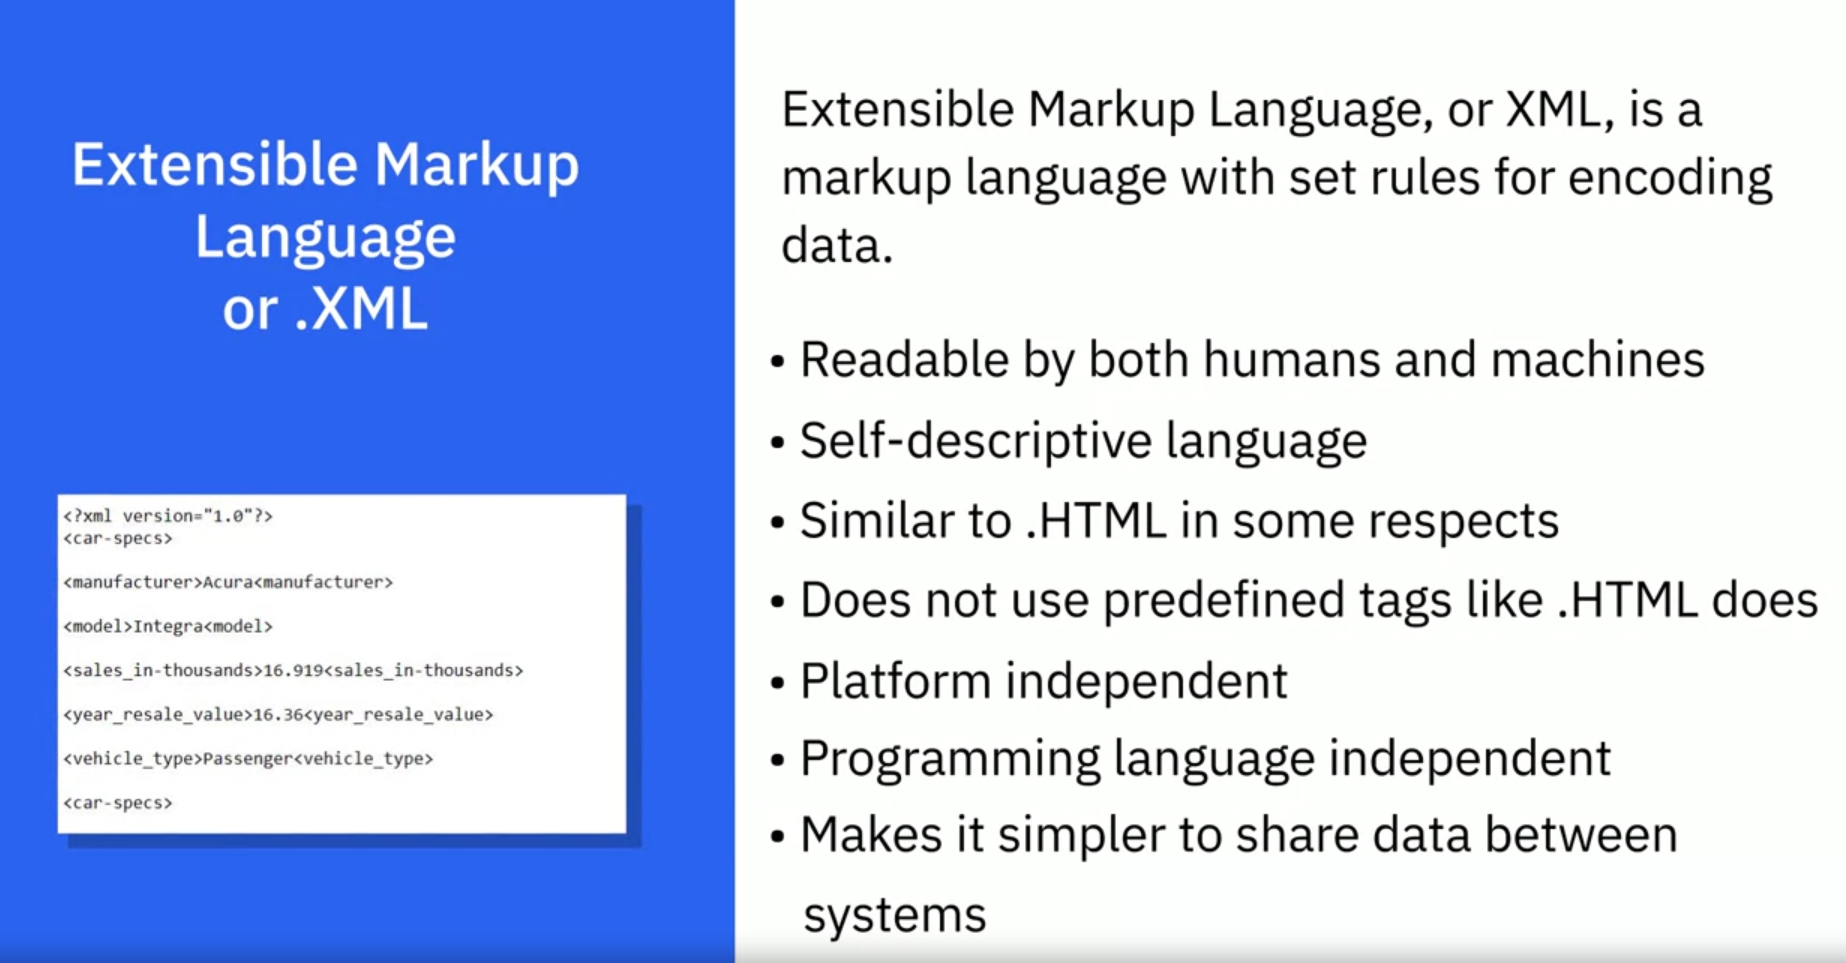 Extensible Markup
Language
or .XML
<?xml version="1.0"?>
<car-specs>
<manufacturer>Acura<manufacturer>
<model>Integra<model>
<sales_in-thousands>16.919<sales_in-thousands>
<year_resale_value>16.36<year_resale_value>
<vehicle_type>Passenger<vehicle_type>
<car-specs>
Extensible Markup Language, or XML, is a
markup language with set rules for encoding
data.
• Readable by both humans and machines
• Self-descriptive language
• Similar to .HTML in some respects
• Does not use predefined tags like .HTML does
• Platform independent
• Programming language independent
• Makes it simpler to share data between
systems